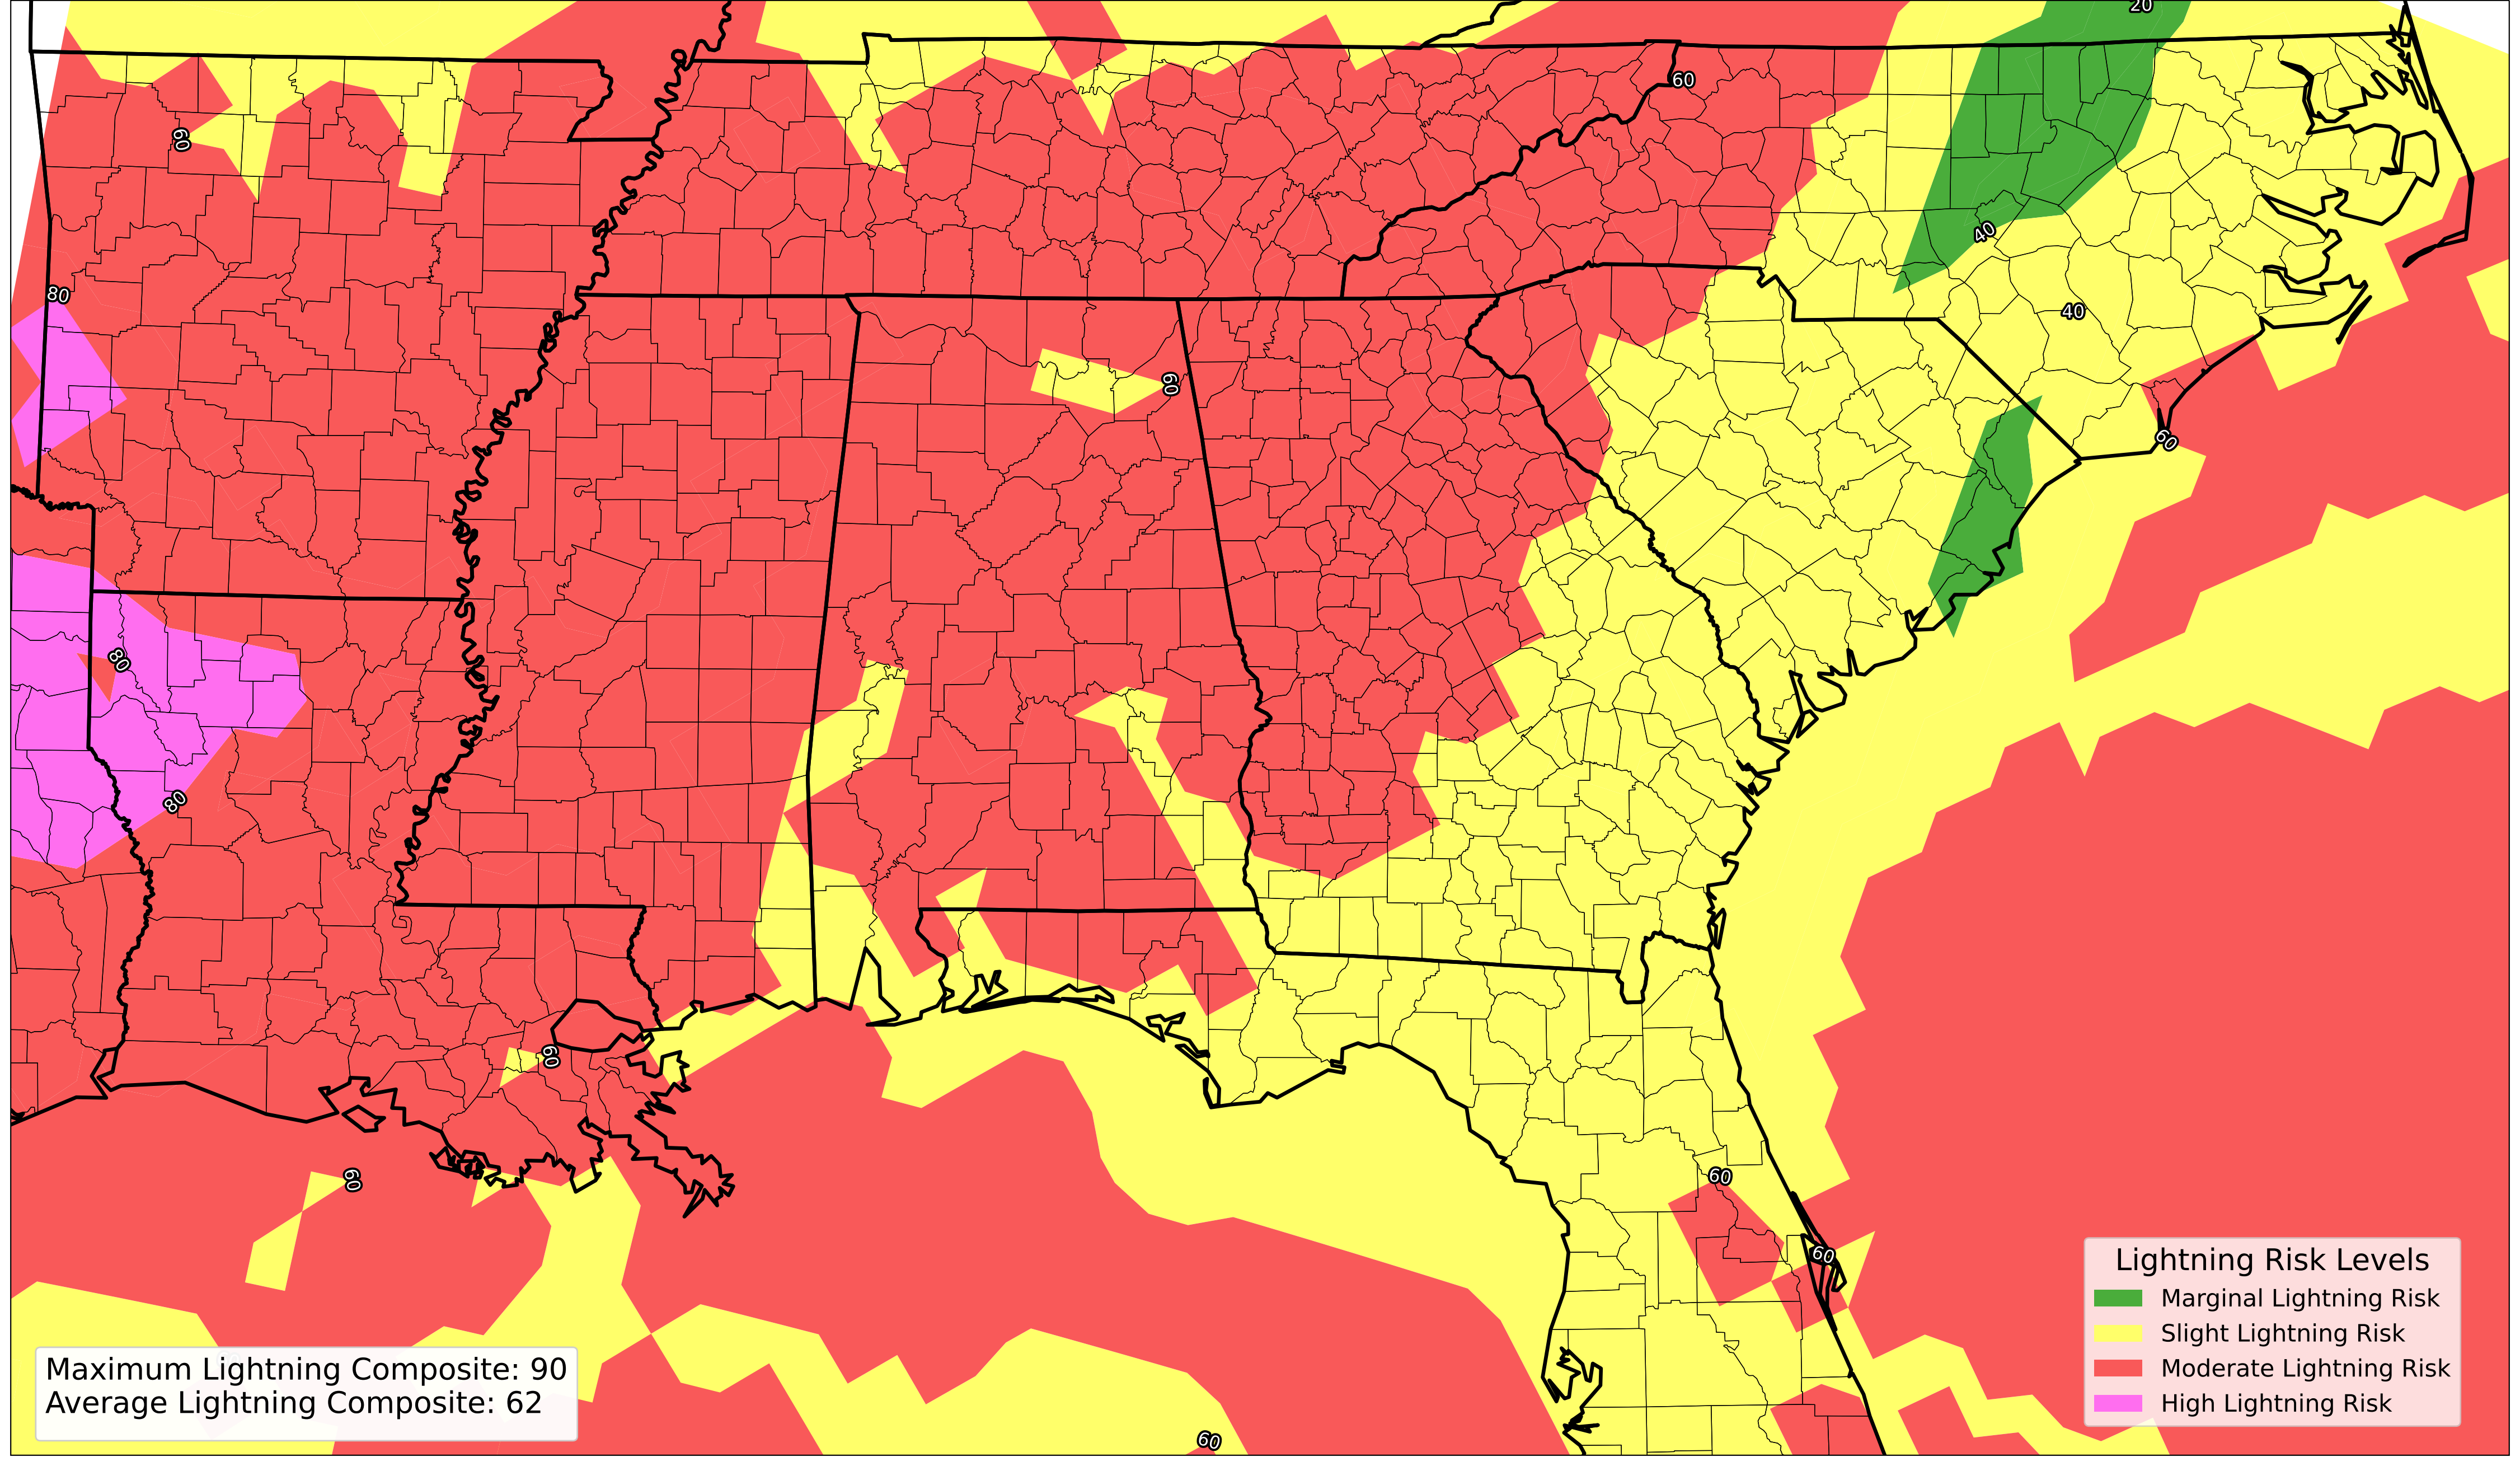 20
60
60
80
40
40
60
60
80
80
60
60
60
60
60
Lightning Risk Levels
Marginal Lightning Risk
Slight Lightning Risk
Moderate Lightning Risk
High Lightning Risk
Maximum Lightning Composite: 90
Average Lightning Composite: 62